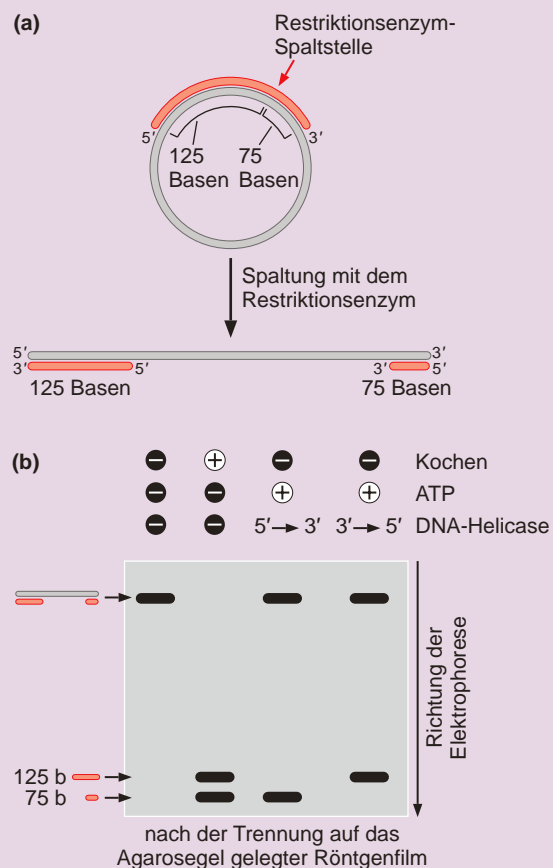 (a)
Restriktionsenzym-
Spaltstelle
5′
3′
125
Basen
75
Basen
Spaltung mit dem
Restriktionsenzym
5′
3′
3′
5′
3′
5′
125 Basen
75 Basen
(b)
− + − − Kochen
− − + + ATP
− − 5′→3′ 3′→5′ DNA-Helicase
Richtung der
Elektrophorese
125 b
75 b
nach der Trennung auf das
Agarosegel gelegter Röntgenfilm